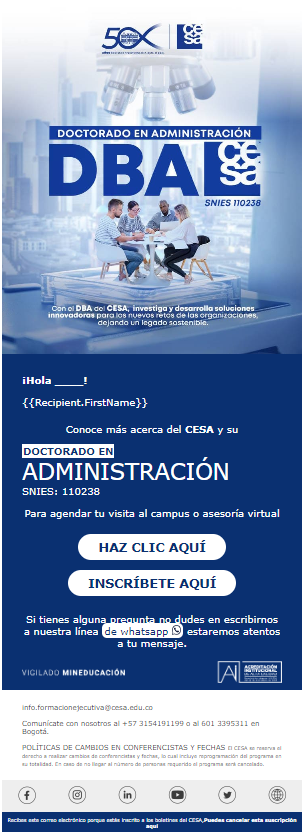 50
cesa
DOCTORADO EN ADMINISTRACIÓN
DBA cesa
SNIES 110238
Con el DBA del CESA, investiga y desarrolla soluciones
innovadoras para los nuevos retos de las organizaciones,
dejando un legado sostenible.
¡Hola _____!
{{Recipient.FirstName}}
Conoce más acerca del CESA y su
DOCTORADO EN
ADMINISTRACIÓN
SNIES: 110238
Para agendar tu visita al campus o asesoría virtual
HAZ CLIC AQUÍ
INSCRÍBETE AQUÍ
Si tienes alguna pregunta no dudes en escribirnos
a nuestra línea de whatsapp estaremos atentos
a tu mensaje.
VIGILADO MINEDUCACIÓN
ACREDITACIÓN
INSTITUCIONAL
info.formacionejecutiva@cesa.edu.co
Comunícate con nosotros al +57 3154191199 o al 601 3395311 en
Bogotá.
POLÍTICAS DE CAMBIOS EN CONFERENCISTAS Y FECHAS El CESA se reserva el
derecho a realizar cambios de conferencistas y fechas, lo cual incluye reprogramación del programa en
su totalidad. En caso de no llegar al número de personas requerido el programa será cancelado.
Recibes este correo electrónico porque estás inscrito a los boletines del CESA,Puedes cancelar esta suscripción
aquí